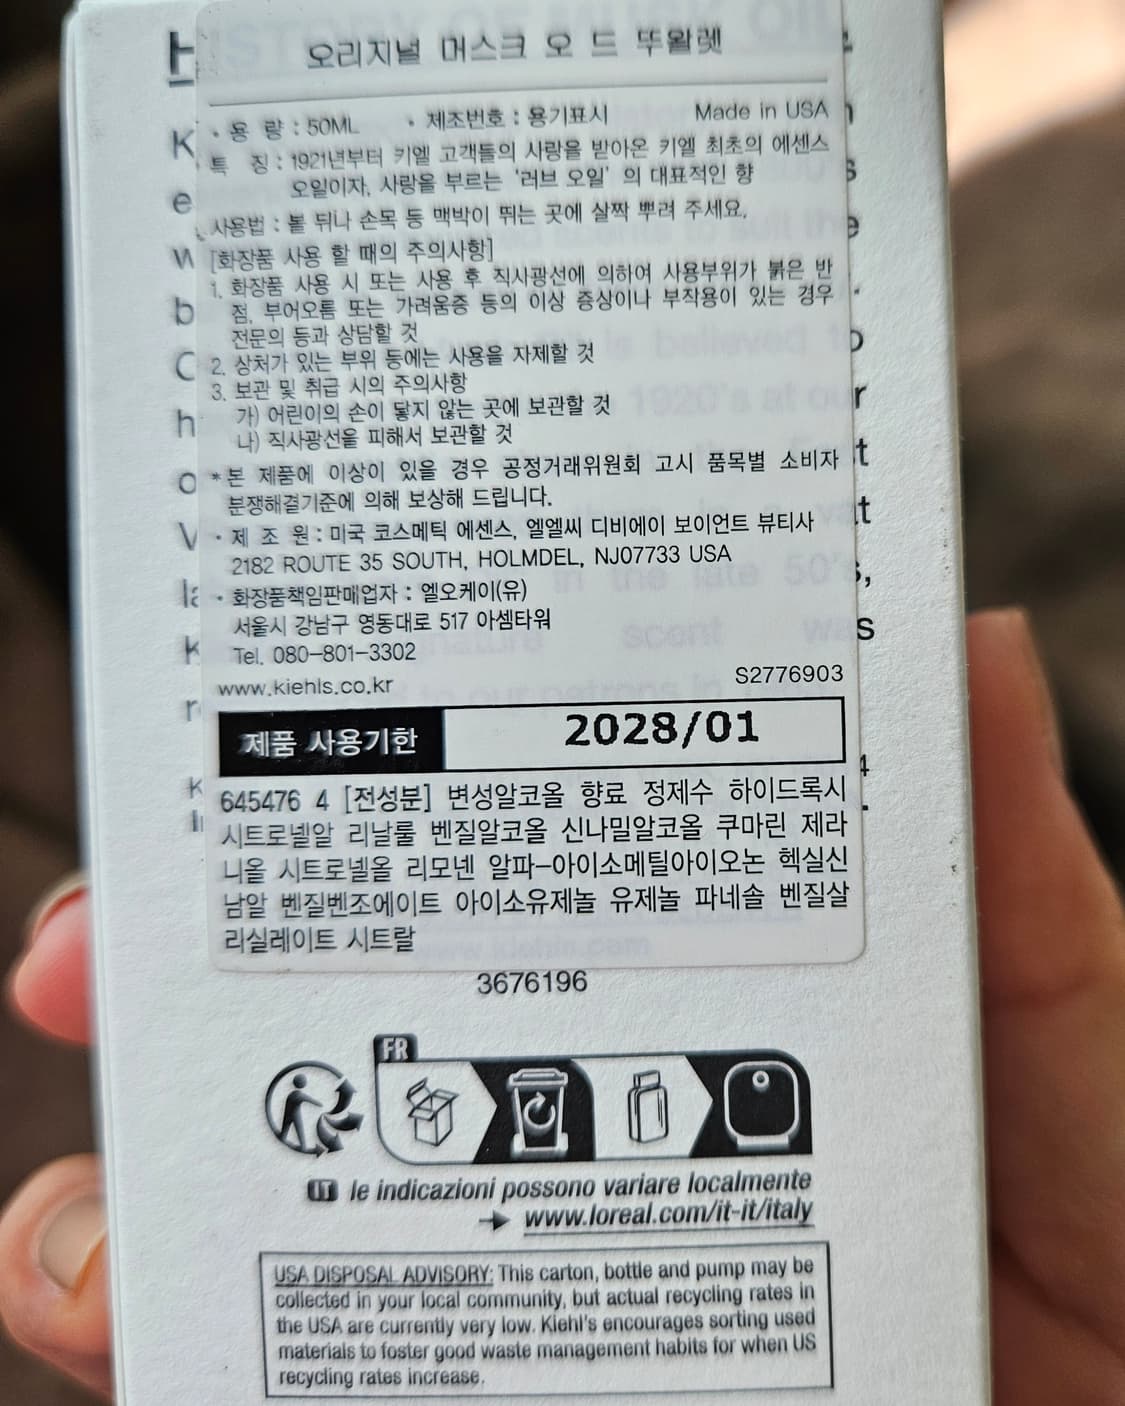 오리지널 머스크 오 드 뚜왈렛
· 용 량 : 50ML · 제조번호 : 용기표시 Made in USA
특 징 : 1921년부터 키엘 고객들의 사랑을 받아온 키엘 최초의 에센스
오일이자, 사랑을 부르는 '러브 오일' 의 대표적인 향
사용법 : 볼 뒤나 손목 등 맥박이 뛰는 곳에 살짝 뿌려 주세요.
[화장품 사용 할 때의 주의사항]
1. 화장품 사용 시 또는 사용 후 직사광선에 의하여 사용부위가 붉은 반
점, 부어오름 또는 가려움증 등의 이상 증상이나 부작용이 있는 경우
전문의 등과 상담할 것
2. 상처가 있는 부위 등에는 사용을 자제할 것
3. 보관 및 취급 시의 주의사항
가) 어린이의 손이 닿지 않는 곳에 보관할 것
나) 직사광선을 피해서 보관할 것
*본 제품에 이상이 있을 경우 공정거래위원회 고시 품목별 소비자
분쟁해결기준에 의해 보상해 드립니다.
· 제 조 원 : 미국 코스메틱 에센스, 엘엘씨 디비에이 보이언트 뷰티사
2182 ROUTE 35 SOUTH, HOLMDEL, NJ07733 USA
· 화장품책임판매업자 : 엘오케이(유)
서울시 강남구 영동대로 517 아셈타워
Tel. 080-801-3302
www.kiehls.co.kr S2776903
제품 사용기한 2028/01
645476 4 [전성분] 변성알코올 향료 정제수 하이드록시
시트로넬알 리날룰 벤질알코올 신나밀알코올 쿠마린 제라
니올 시트로넬올 리모넨 알파-아이소메틸아이오논 헥실신
남알 벤질벤조에이트 아이소유제놀 유제놀 파네솔 벤질살
리실레이트 시트랄
3676196
FR
IT le indicazioni possono variare localmente
→ www.loreal.com/it-it/italy
USA DISPOSAL ADVISORY: This carton, bottle and pump may be
collected in your local community, but actual recycling rates in
the USA are currently very low. Kiehl's encourages sorting used
materials to foster good waste management habits for when US
recycling rates increase.